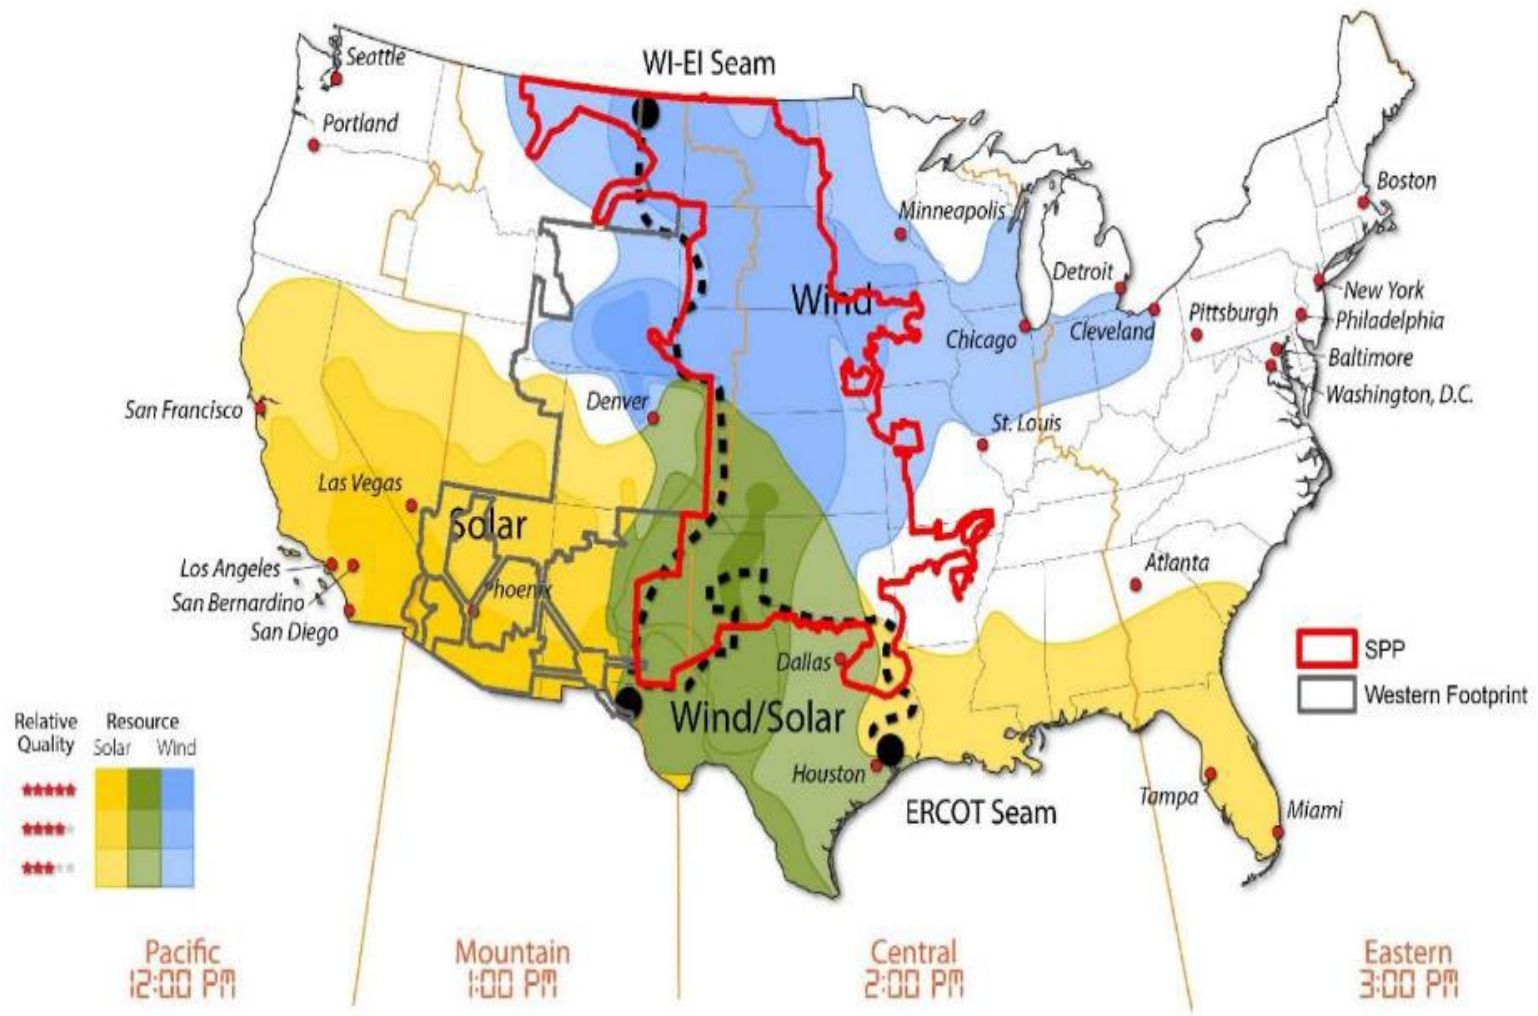 WI-EI Seam
Seattle
Portland
Boston
Minneapolis
Detroit
New York
Wind
Pittsburgh
Philadelphia
Chicago
Cleveland
Baltimore
Washington, D.C.
Denver
San Francisco
St. Louis
Las Vegas
Solar
Atlanta
Los Angeles
Phoenix
San Bernardino
San Diego
SPP
Dallas
Western Footprint
Wind/Solar
Relative
Quality
Resource
Solar Wind
Houston
ERCOT Seam
Tampa
Miami
Pacific
12:00 PM
Mountain
1:00 PM
Central
2:00 PM
Eastern
3:00 PM